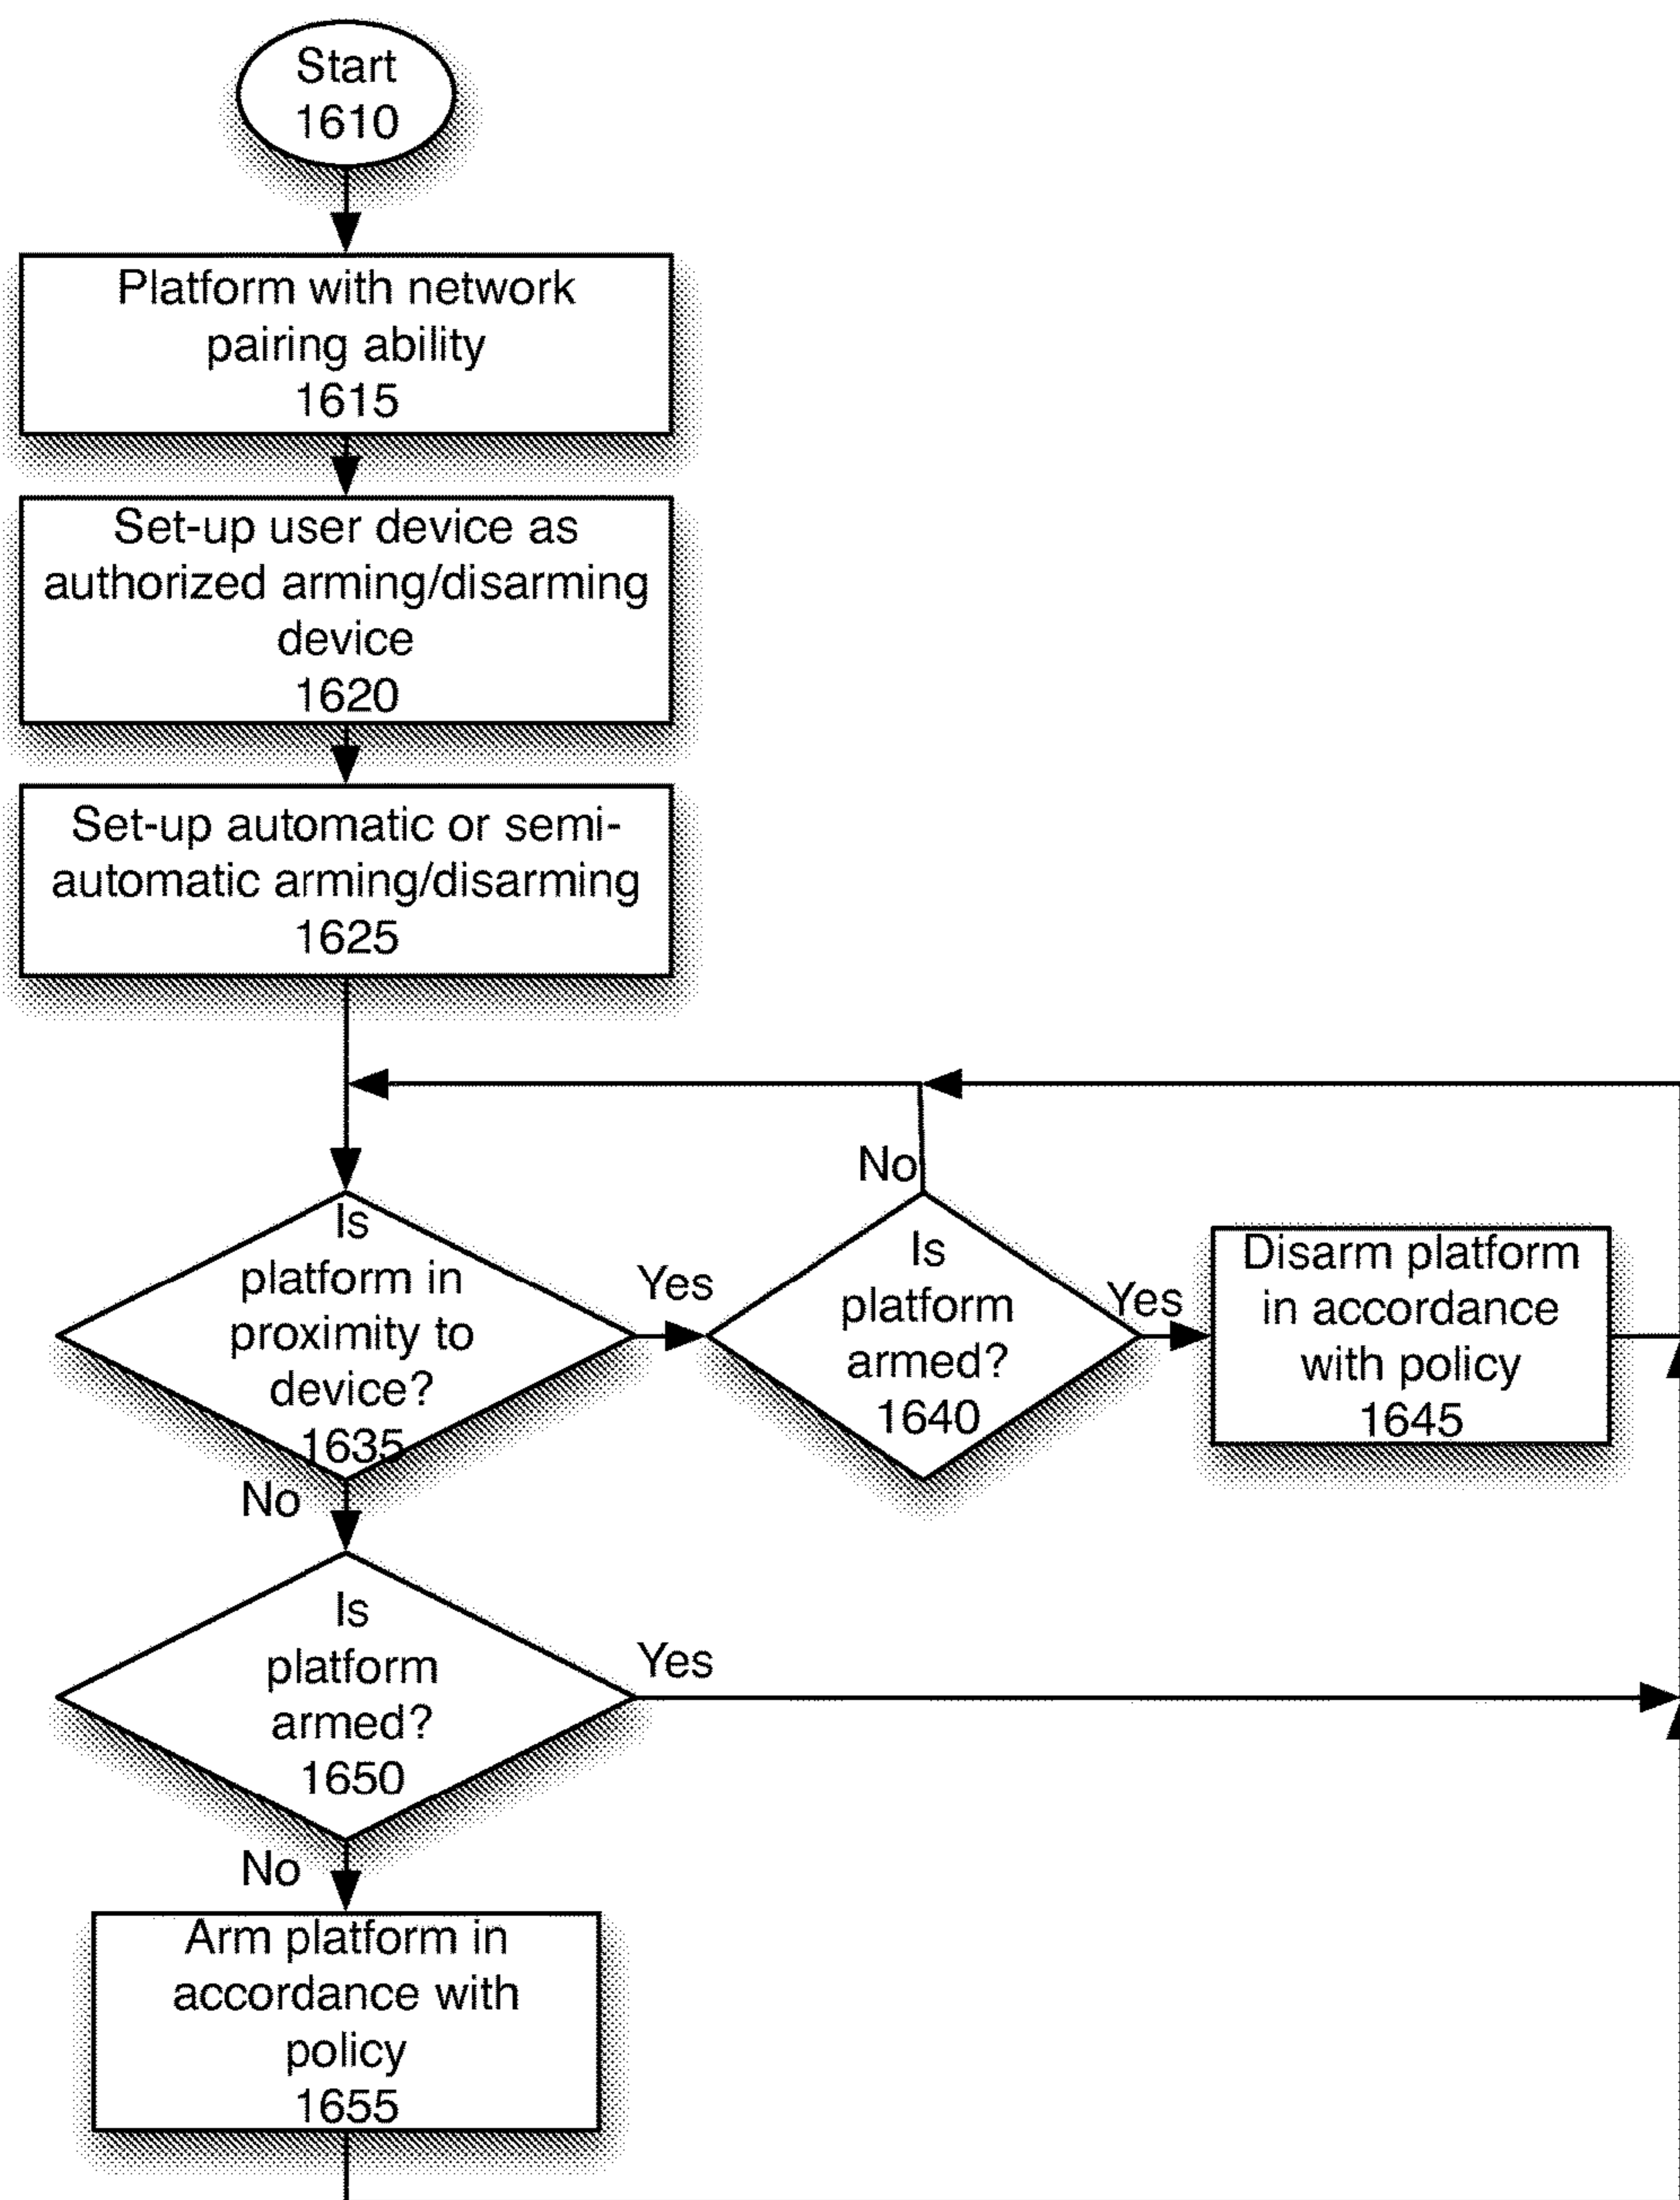 Start
1610
Platform with network
pairing ability
1615
Set-up user device as
authorized arming/disarming
device
1620
Set-up automatic or semi-
automatic arming/disarming
1625
Is
platform in
proximity to
device?
1635
Yes
No
Is
platform
armed?
1640
No
Yes
Disarm platform
in accordance
with policy
1645
Is
platform
armed?
1650
Yes
No
Arm platform in
accordance with
policy
1655